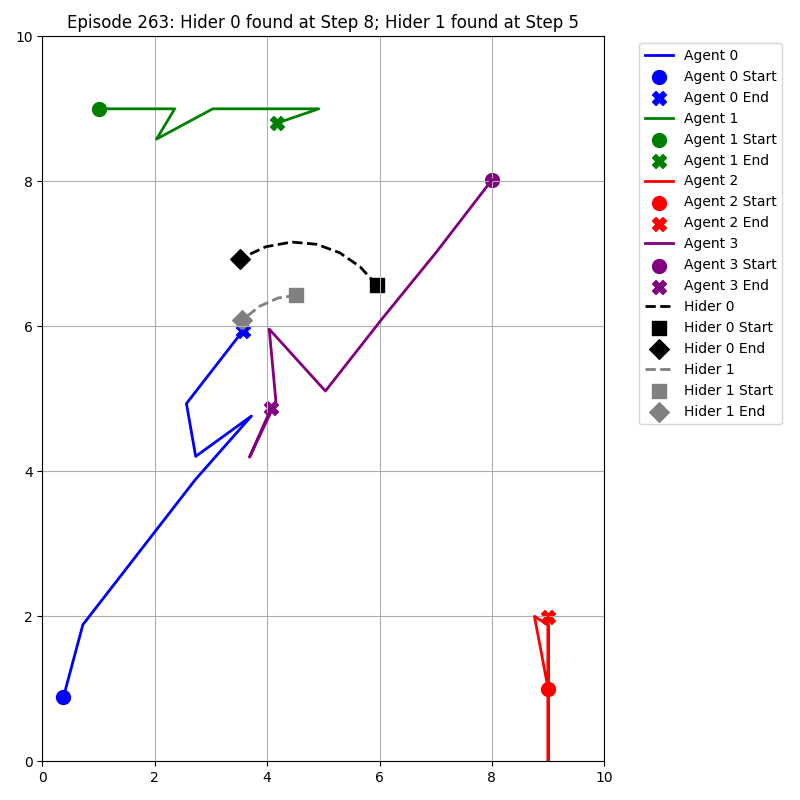 Episode 263: Hider 0 found at Step 8; Hider 1 found at Step 5
10
8
6
4
2
0
0 2 4 6 8 10
Agent 0
Agent 0 Start
Agent 0 End
Agent 1
Agent 1 Start
Agent 1 End
Agent 2
Agent 2 Start
Agent 2 End
Agent 3
Agent 3 Start
Agent 3 End
Hider 0
Hider 0 Start
Hider 0 End
Hider 1
Hider 1 Start
Hider 1 End